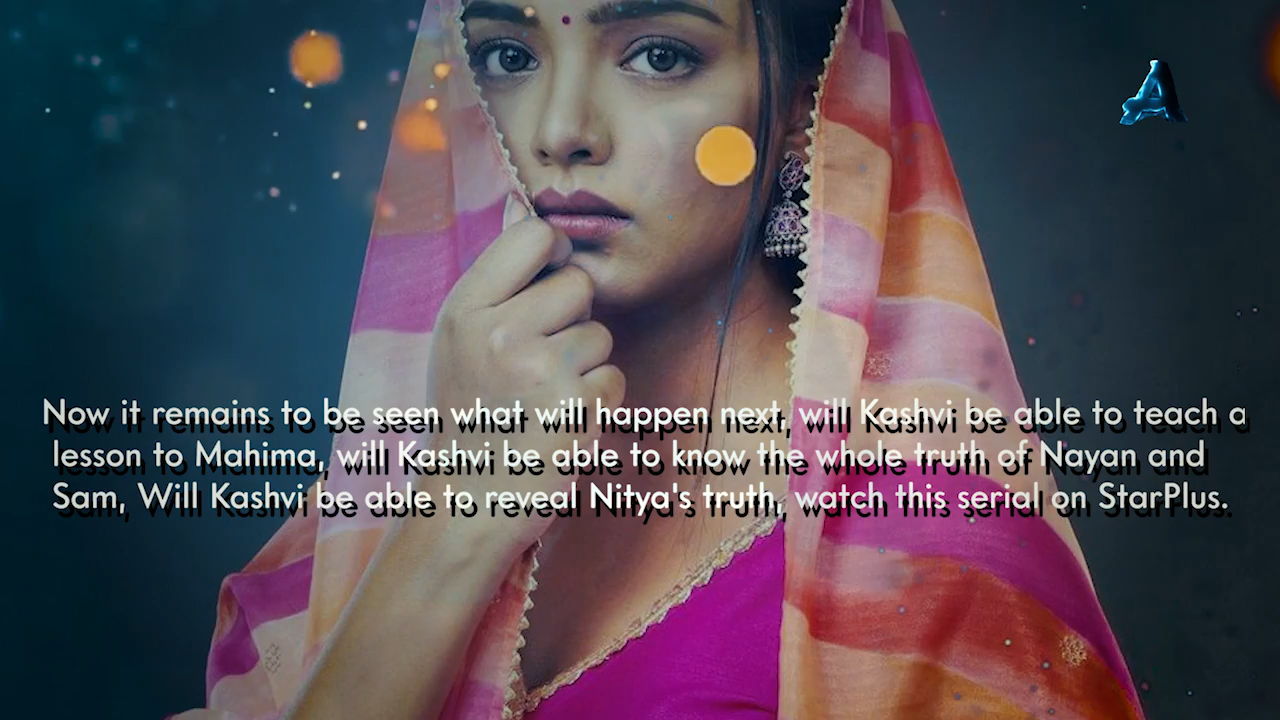 A
Now it remains to be seen what will happen next, will Kashvi be able to teach a
lesson to Mahima, will Kashvi be able to know the whole truth of Nayan and
Sam, Will Kashvi be able to reveal Nitya's truth, watch this serial on StarPlus.